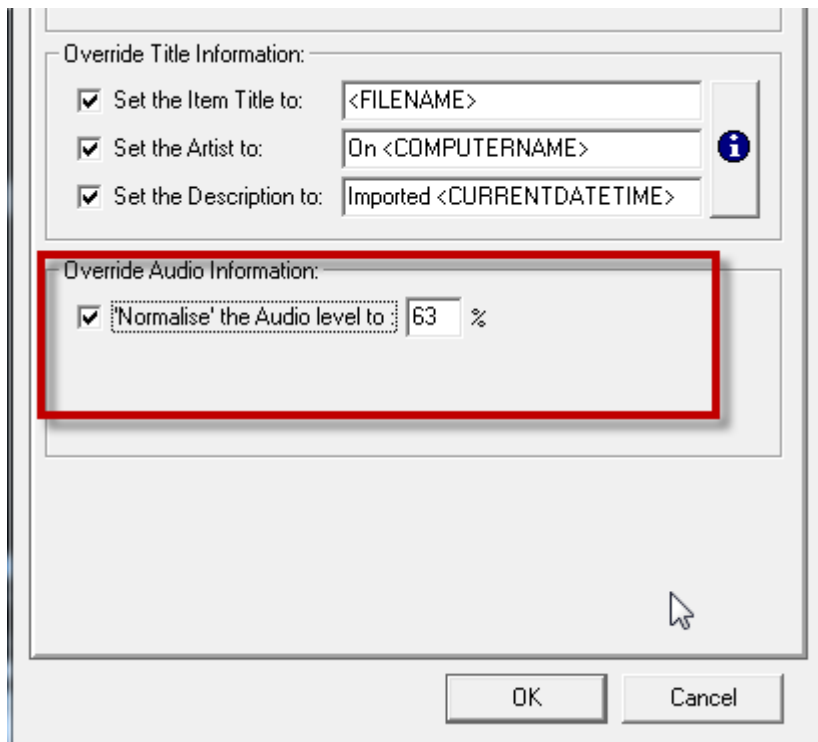 Override Title Information:
Set the Item Title to: <FILENAME>
Set the Artist to: On <COMPUTERNAME>
Set the Description to: Imported <CURRENTDATETIME>
Override Audio Information:
'Normalise' the Audio level to : 63 %
OK Cancel